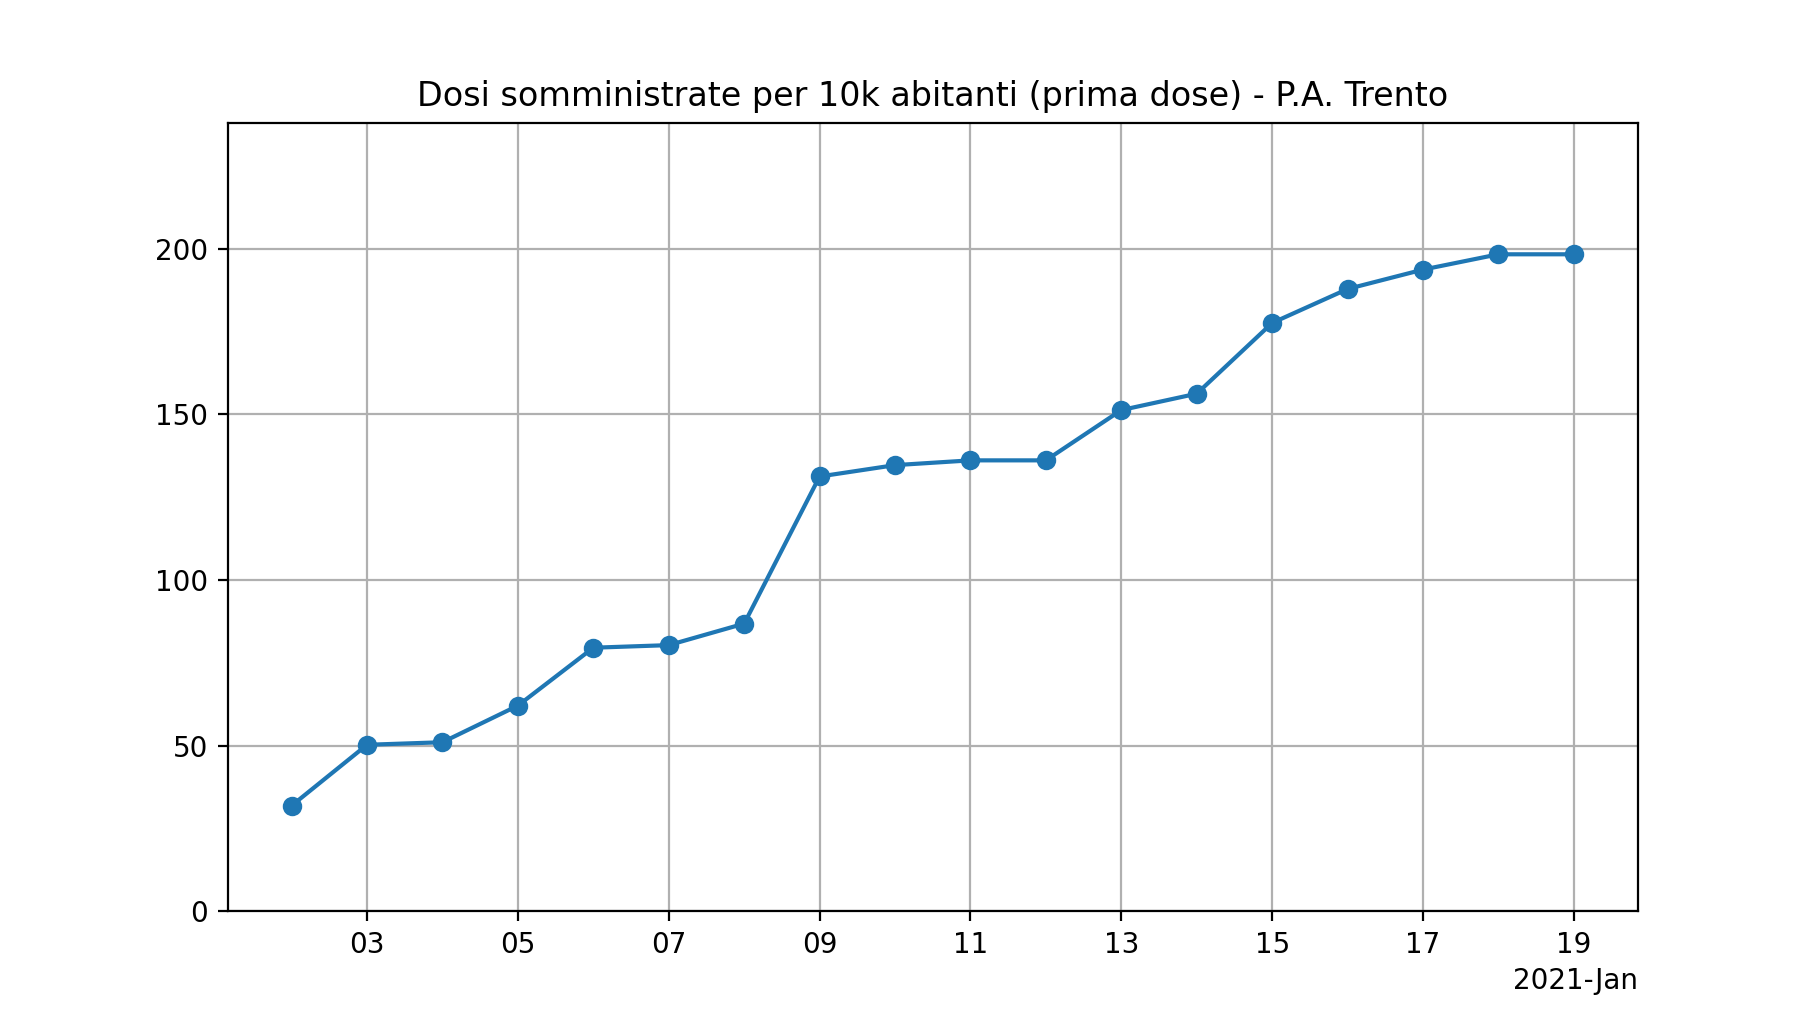 Dosi somministrate per 10k abitanti (prima dose) - P.A. Trento
200
150
100
50
0
03 05 07 09 11 13 15 17 19
2021-Jan